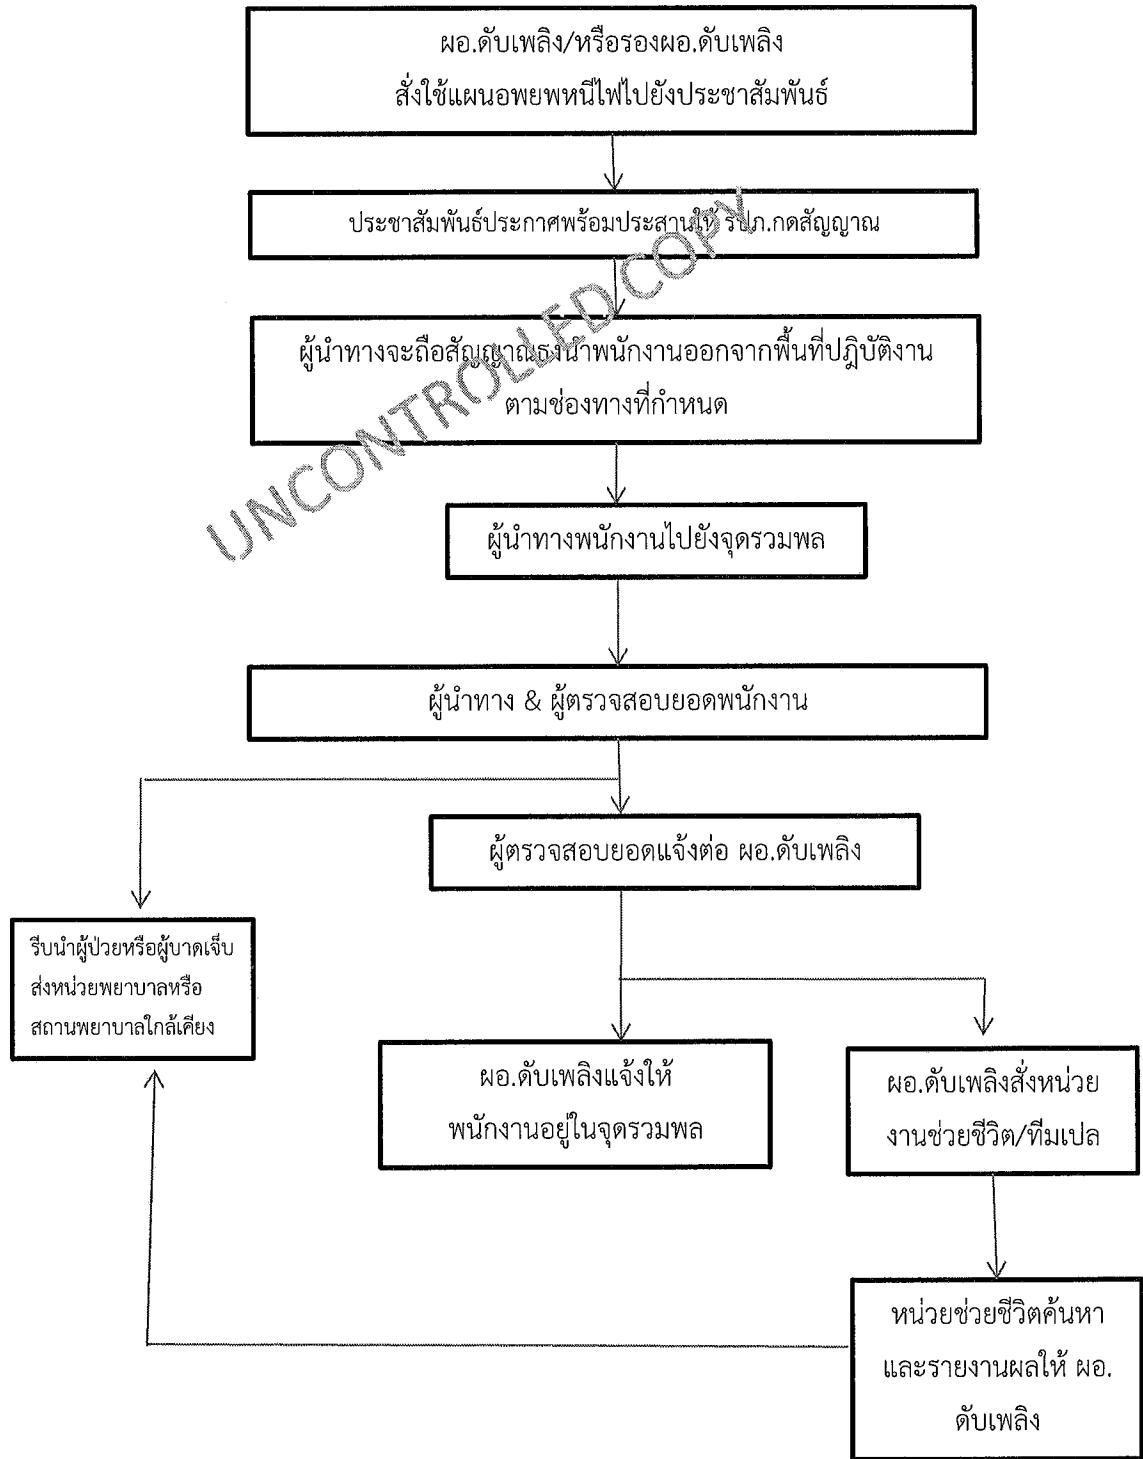 ผอ.ดับเพลิง/หรือรองผอ.ดับเพลิง
สั่งใช้แผนอพยพหนีไฟไปยังประชาสัมพันธ์
ประชาสัมพันธ์ประกาศพร้อมประสานให้ รปภ.กดสัญญาณ
ผู้นำทางจะถือสัญญาณธงนำพนักงานออกจากพื้นที่ปฎิบัติงาน
ตามช่องทางที่กำหนด
UNCONTROLLED COPY
ผู้นำทางพนักงานไปยังจุดรวมพล
ผู้นำทาง & ผู้ตรวจสอบยอดพนักงาน
ผู้ตรวจสอบยอดแจ้งต่อ ผอ.ดับเพลิง
รีบนำผู้ป่วยหรือผู้บาดเจ็บ
ส่งหน่วยพยาบาลหรือ
สถานพยาบาลใกล้เคียง
ผอ.ดับเพลิงแจ้งให้
พนักงานอยู่ในจุดรวมพล
ผอ.ดับเพลิงสั่งหน่วย
งานช่วยชีวิต/ทีมเปล
หน่วยช่วยชีวิตค้นหา
และรายงานผลให้ ผอ.
ดับเพลิง